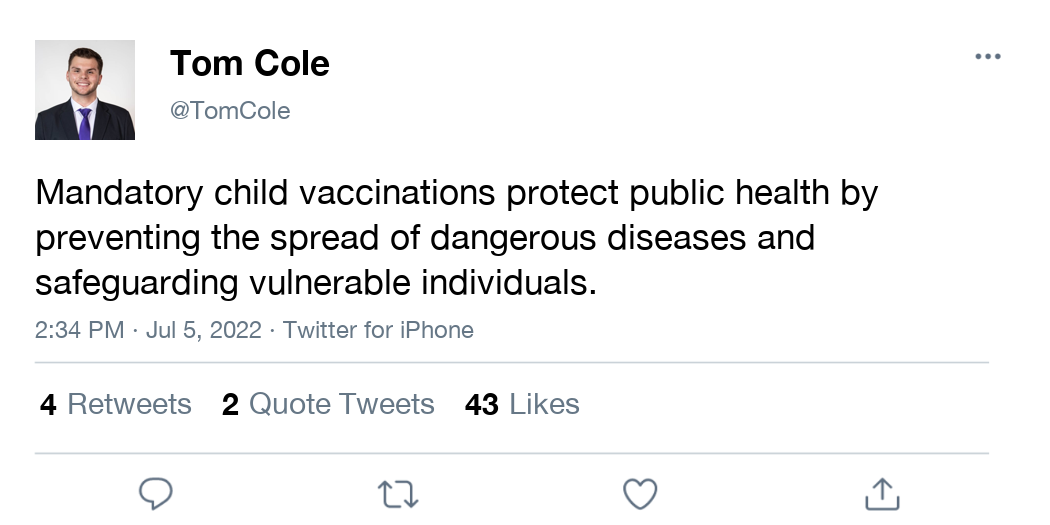 Tom Cole
@TomCole
Mandatory child vaccinations protect public health by
preventing the spread of dangerous diseases and
safeguarding vulnerable individuals.
2:34 PM · Jul 5, 2022 · Twitter for iPhone
4 Retweets 2 Quote Tweets 43 Likes